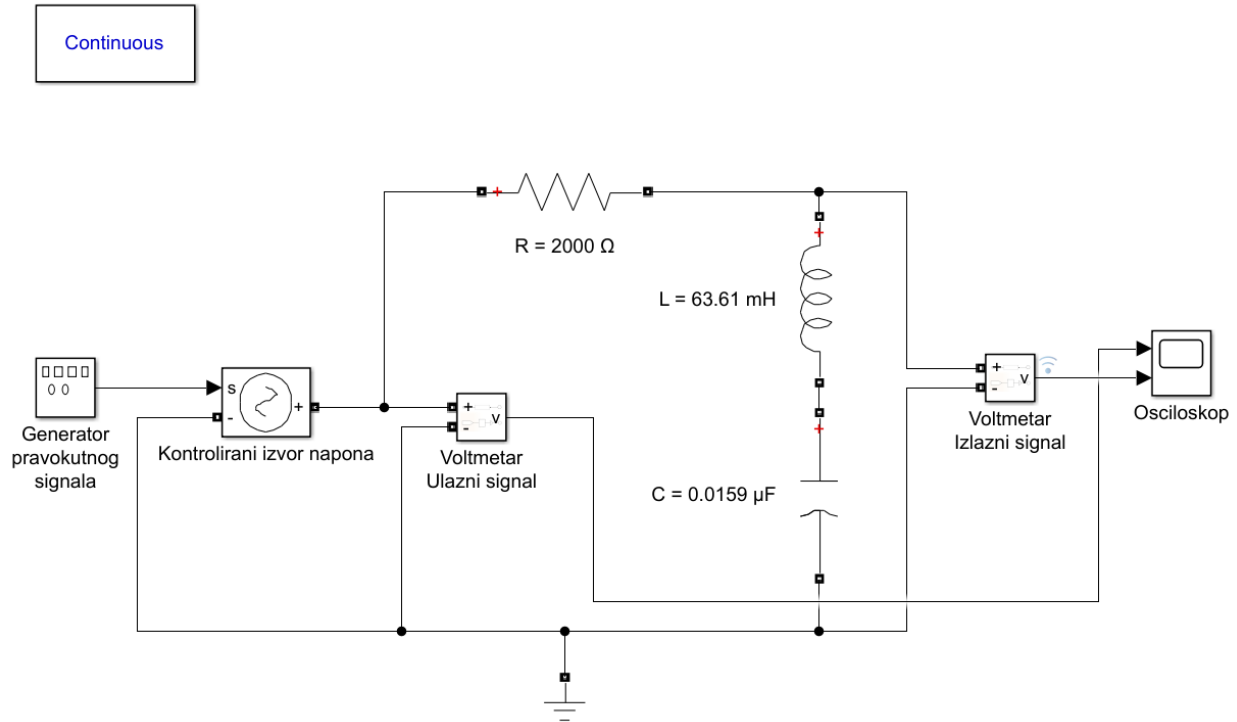 Continuous
R = 2000 Ω
L = 63.61 mH
s
-
+
+
-
v
+
-
v
Generator
pravokutnog
signala
Kontrolirani izvor napona
Voltmetar
Ulazni signal
Voltmetar
Izlazni signal
Osciloskop
C = 0.0159 µF